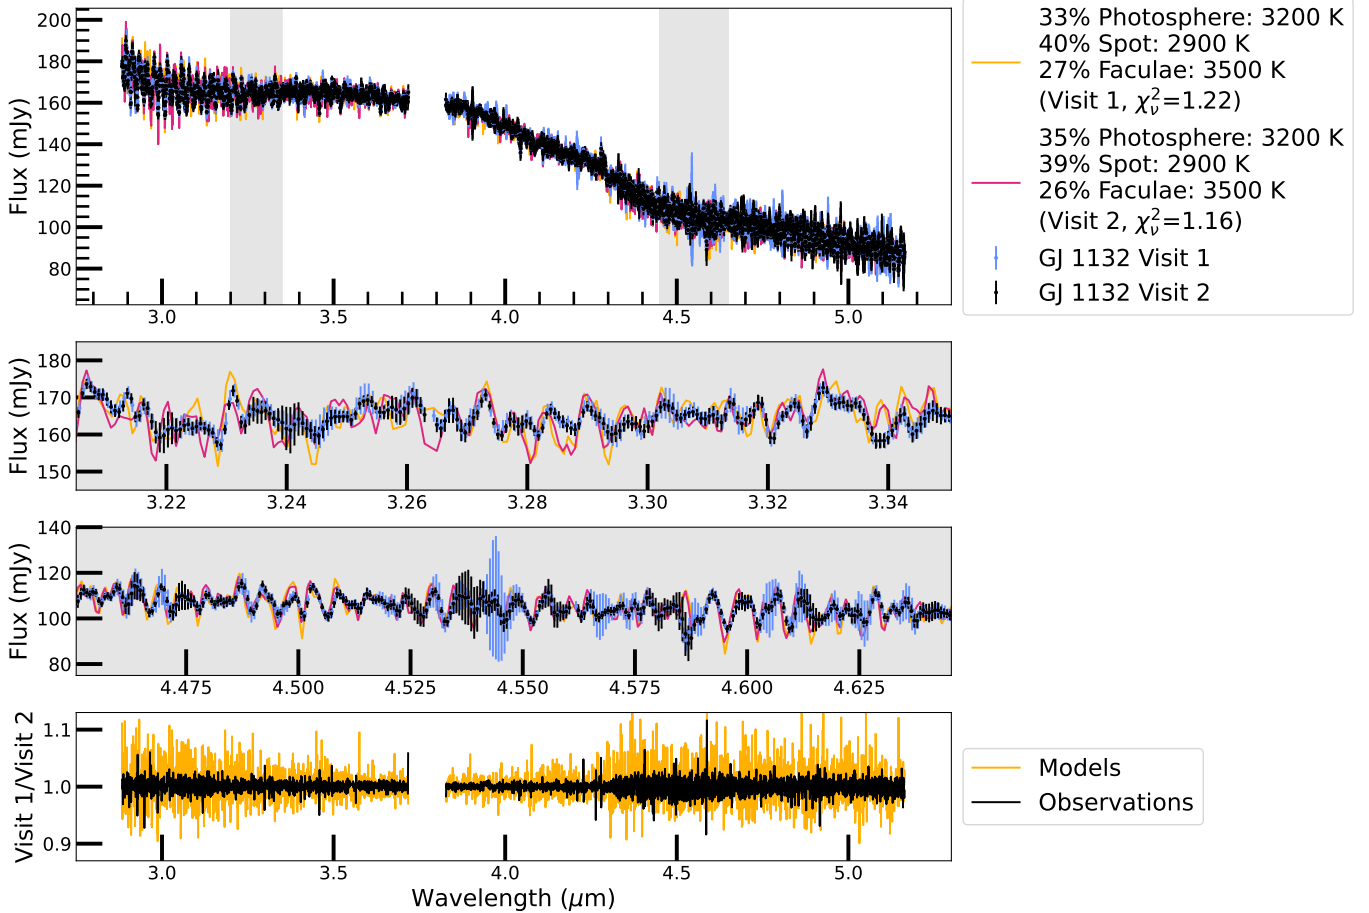 Flux (mJy)
200
180
160
140
120
100
80
3.0
3.5
4.0
4.5
5.0
33% Photosphere: 3200 K
40% Spot: 2900 K
27% Faculae: 3500 K
(Visit 1, χ²ᵥ=1.22)
35% Photosphere: 3200 K
39% Spot: 2900 K
26% Faculae: 3500 K
(Visit 2, χ²ᵥ=1.16)
GJ 1132 Visit 1
GJ 1132 Visit 2
Flux (mJy)
180
170
160
150
3.22
3.24
3.26
3.28
3.30
3.32
3.34
Flux (mJy)
140
120
100
80
4.475
4.500
4.525
4.550
4.575
4.600
4.625
Visit 1/Visit 2
1.1
1.0
0.9
3.0
3.5
4.0
4.5
5.0
Wavelength (μm)
Models
Observations